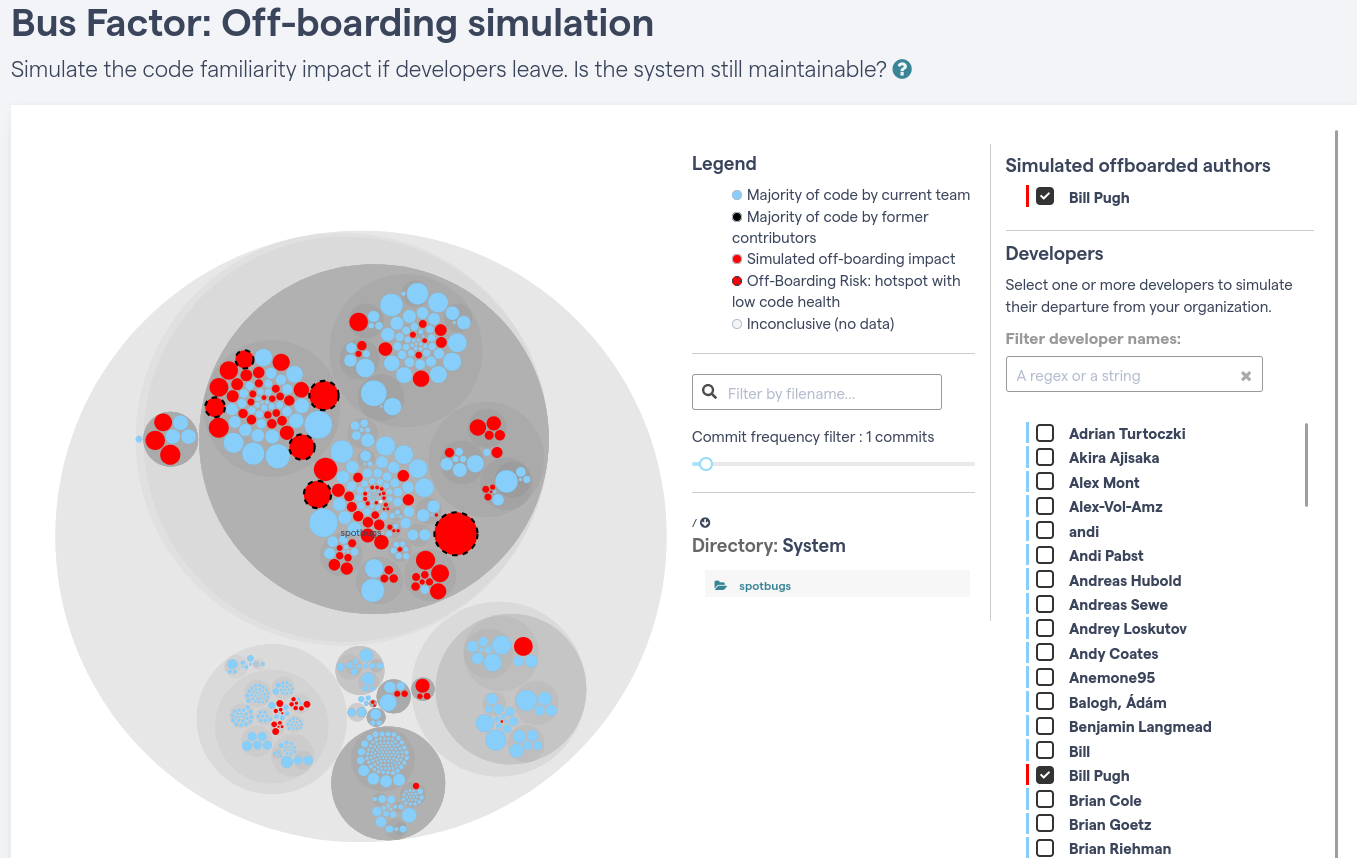 Bus Factor: Off-boarding simulation
Simulate the code familiarity impact if developers leave. Is the system still maintainable?
spotbugs
Legend
Majority of code by current team
Majority of code by former
contributors
Simulated off-boarding impact
Off-Boarding Risk: hotspot with
low code health
Inconclusive (no data)
Filter by filename...
Commit frequency filter : 1 commits
/
Directory: System
spotbugs
Simulated offboarded authors
Bill Pugh
Developers
Select one or more developers to simulate
their departure from your organization.
Filter developer names:
A regex or a string
Adrian Turtoczki
Akira Ajisaka
Alex Mont
Alex-Vol-Amz
andi
Andi Pabst
Andreas Hubold
Andreas Sewe
Andrey Loskutov
Andy Coates
Anemone95
Balogh, Ádám
Benjamin Langmead
Bill
Bill Pugh
Brian Cole
Brian Goetz
Brian Riehman